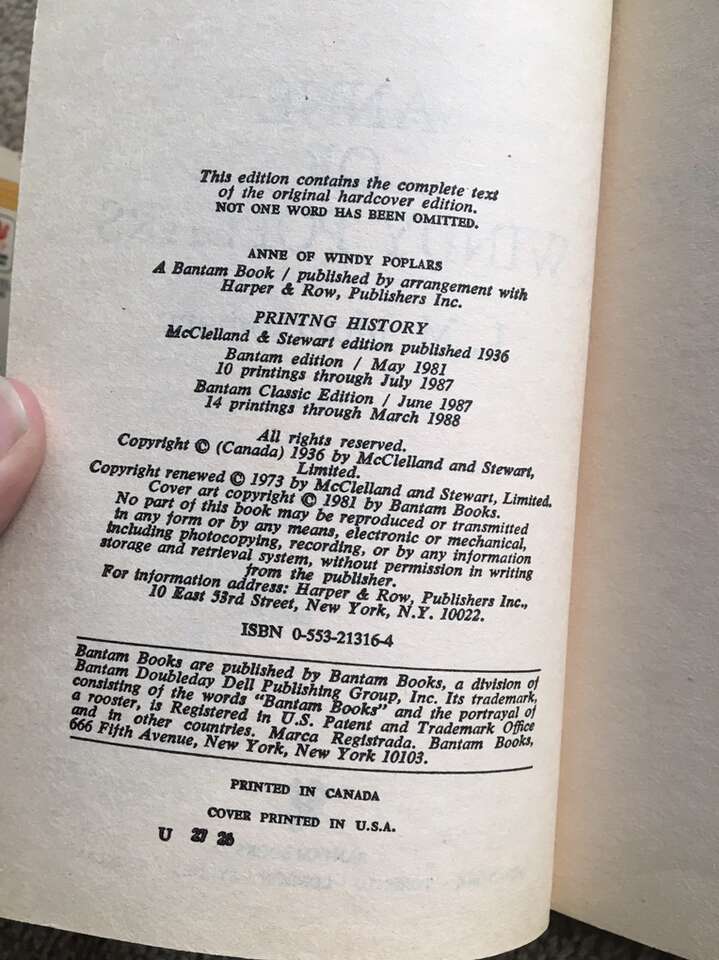 This edition contains the complete text
of the original hardcover edition.
NOT ONE WORD HAS BEEN OMITTED.
ANNE OF WINDY POPLARS
A Bantam Book / published by arrangement with
Harper & Row, Publishers Inc.
PRINTNG HISTORY
McClelland & Stewart edition published 1936
Bantam edition / May 1981
10 printings through July 1987
Bantam Classic Edition / June 1987
14 printings through March 1988
All rights reserved.
Copyright © (Canada) 1936 by McClelland and Stewart,
Limited.
Copyright renewed © 1973 by McClelland and Stewart, Limited.
Cover art copyright © 1981 by Bantam Books.
No part of this book may be reproduced or transmitted
in any form or by any means, electronic or mechanical,
including photocopying, recording, or by any information
storage and retrieval system, without permission in writing
from the publisher.
For information address: Harper & Row, Publishers Inc.,
10 East 53rd Street, New York, N.Y. 10022.
ISBN 0-553-21316-4
Bantam Books are published by Bantam Books, a division of
Bantam Doubleday Dell Publishing Group, Inc. Its trademark,
consisting of the words "Bantam Books" and the portrayal of
a rooster, is Registered in U.S. Patent and Trademark Office
and in other countries. Marca Registrada. Bantam Books,
666 Fifth Avenue, New York, New York 10103.
PRINTED IN CANADA
COVER PRINTED IN U.S.A.
U 27 26